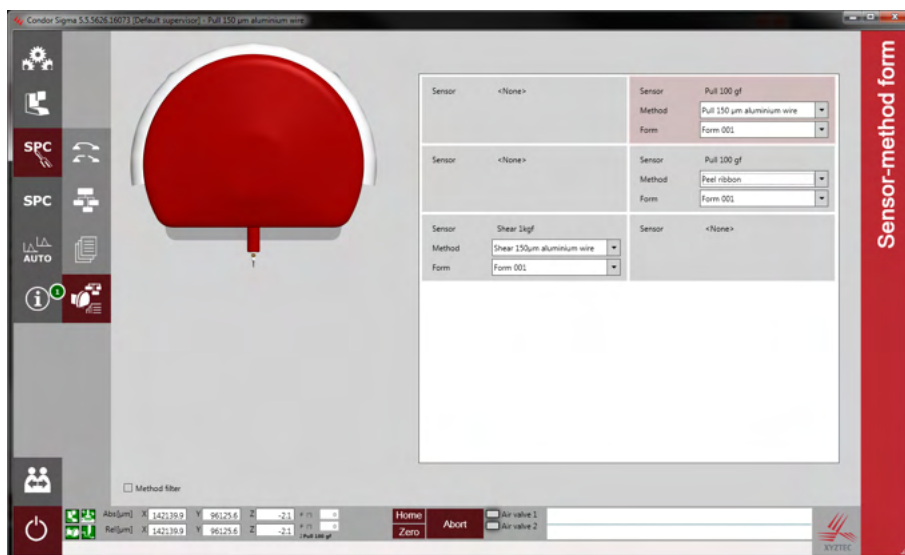 Condor Sigma 5.5.5626.16073 [Default supervisor] - Pull 150 µm aluminium wire
Sensor-method form
SPC
SPC
AUTO
1
Sensor <None>
Sensor Pull 100 gf
Method Pull 150 µm aluminium wire
Form Form 001
Sensor <None>
Sensor Pull 100 gf
Method Peel ribbon
Form Form 001
Sensor Shear 1kgf
Method Shear 150µm aluminium wire
Form Form 001
Sensor <None>
Method filter
Abs[µm] X 142139.9 Y 96125.6 Z -2.1
Rel[µm] X 142139.9 Y 96125.6 Z -2.1
Pull 100 gf
Home
Zero
Abort
Air valve 1
Air valve 2
XYZTEC